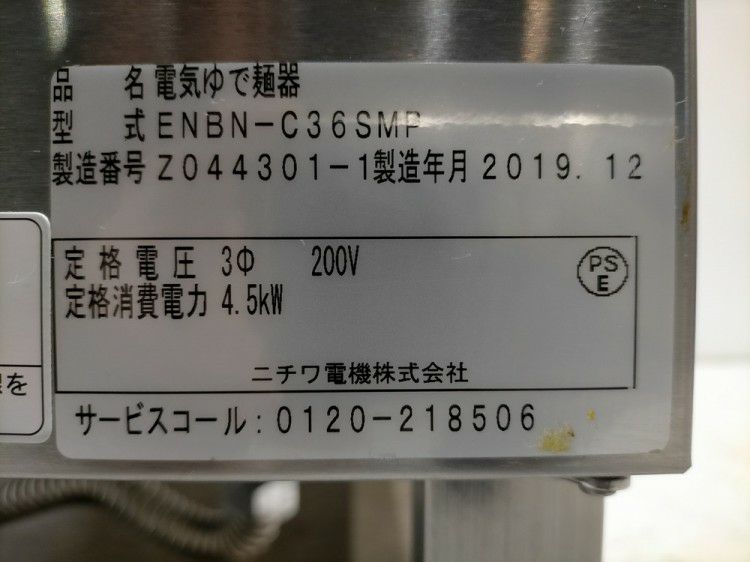 品 名 電気ゆで麺器
型 式 ENBN-C36SMP
製造番号 Z044301-1 製造年月 2019.12
定格電圧 3Φ 200V
定格消費電力 4.5kW
PS
E
ニチワ電機株式会社
を
サービスコール:0120-218506